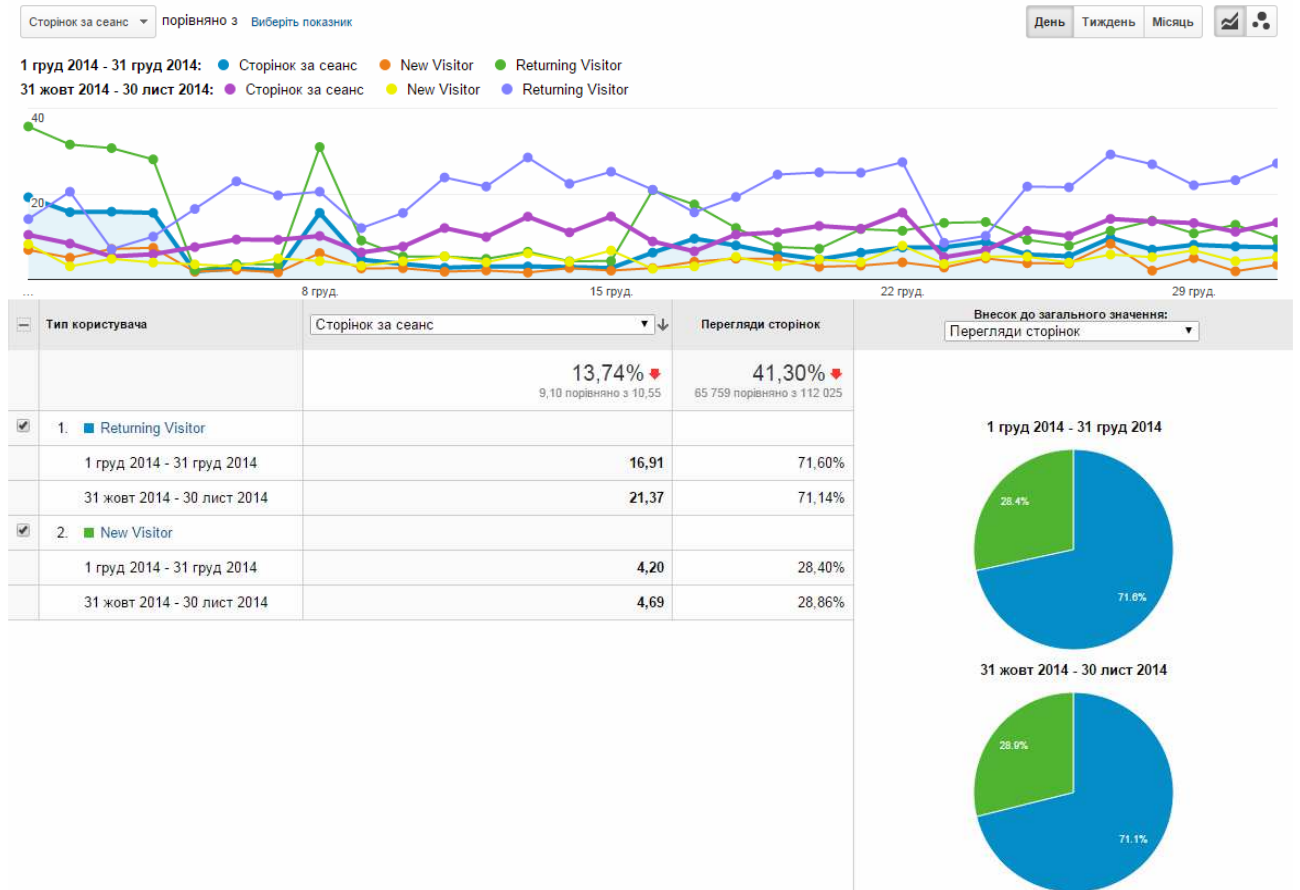 Сторінок за сеанс порівняно з Виберіть показник День Тиждень Місяць
1 груд 2014 - 31 груд 2014: Сторінок за сеанс New Visitor Returning Visitor
31 жовт 2014 - 30 лист 2014: Сторінок за сеанс New Visitor Returning Visitor
40
20
... 8 груд. 15 груд. 22 груд. 29 груд.
Тип користувача Сторінок за сеанс Перегляди сторінок
Внесок до загального значення:
Перегляди сторінок
13,74% 41,30%
9,10 порівняно з 10,55 65 759 порівняно з 112 025
1. Returning Visitor
1 груд 2014 - 31 груд 2014 16,91 71,60%
31 жовт 2014 - 30 лист 2014 21,37 71,14%
2. New Visitor
1 груд 2014 - 31 груд 2014 4,20 28,40%
31 жовт 2014 - 30 лист 2014 4,69 28,86%
1 груд 2014 - 31 груд 2014
28.4%
71.6%
31 жовт 2014 - 30 лист 2014
28.9%
71.1%